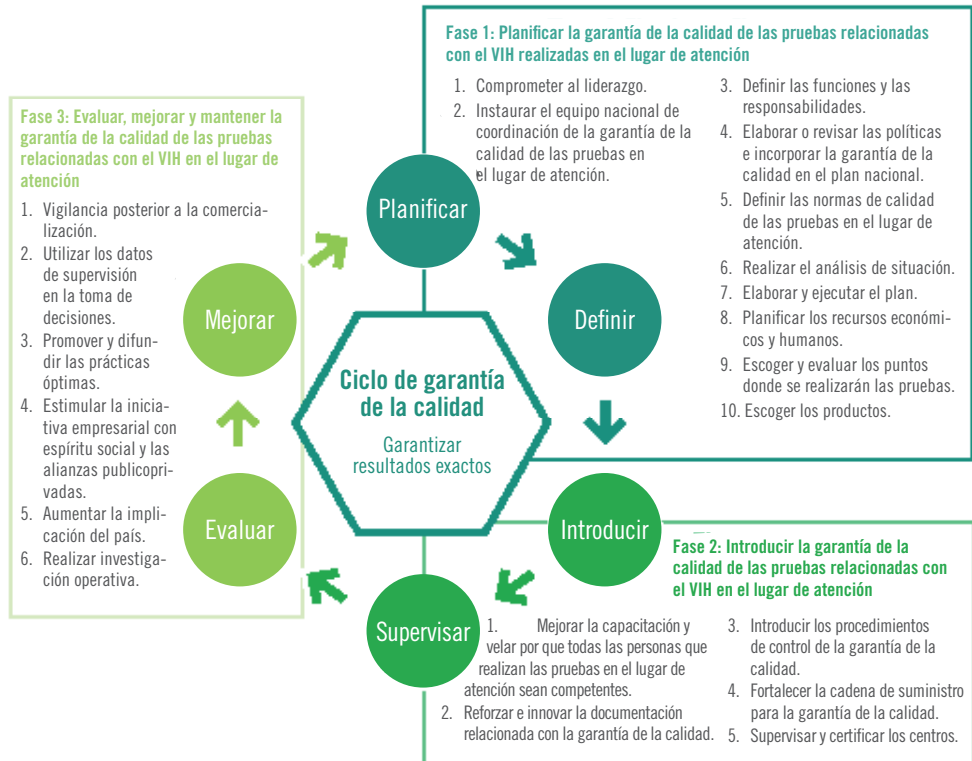 Fase 1: Planificar la garantía de la calidad de las pruebas relacionadas
con el VIH realizadas en el lugar de atención
1. Comprometer al liderazgo.
2. Instaurar el equipo nacional de
coordinación de la garantía de la
calidad de las pruebas en
el lugar de atención.
3. Definir las funciones y las
responsabilidades.
4. Elaborar o revisar las políticas
e incorporar la garantía de la
calidad en el plan nacional.
5. Definir las normas de calidad
de las pruebas en el lugar de
atención.
6. Realizar el análisis de situación.
7. Elaborar y ejecutar el plan.
8. Planificar los recursos económi-
cos y humanos.
9. Escoger y evaluar los puntos
donde se realizarán las pruebas.
10. Escoger los productos.
Fase 3: Evaluar, mejorar y mantener la
garantía de la calidad de las pruebas
relacionadas con el VIH en el lugar de
atención
1. Vigilancia posterior a la comercia-
lización.
2. Utilizar los datos
de supervisión
en la toma de
decisiones.
3. Promover y difun-
dir las prácticas
óptimas.
4. Estimular la inicia-
tiva empresarial con
espíritu social y las
alianzas publicopri-
vadas.
5. Aumentar la impli-
cación del país.
6. Realizar investiga-
ción operativa.
Planificar
Definir
Introducir
Supervisar
Evaluar
Mejorar
Ciclo de garantía
de la calidad
Garantizar
resultados exactos
Fase 2: Introducir la garantía de la
calidad de las pruebas relacionadas con
el VIH en el lugar de atención
1. Mejorar la capacitación y
velar por que todas las personas que
realizan las pruebas en el lugar de
atención sean competentes.
2. Reforzar e innovar la documentación
relacionada con la garantía de la calidad.
3. Introducir los procedimientos
de control de la garantía de la
calidad.
4. Fortalecer la cadena de suministro
para la garantía de la calidad.
5. Supervisar y certificar los centros.